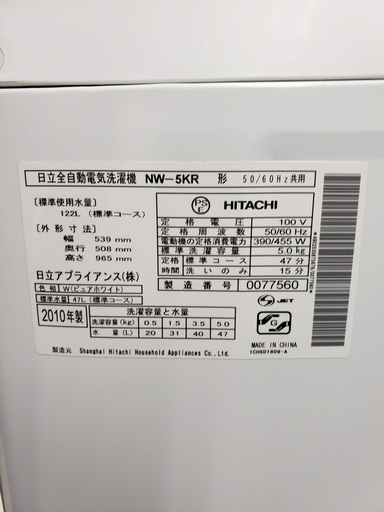 日立全自動電気洗濯機 NW-5KR 形 50/60Hz共用
[標準使用水量]
122L (標準コース)
[外形寸法]
幅 539 mm
奥行 508 mm
高さ 965 mm
日立アプライアンス(株)
色相 W(ピュアホワイト)
標準水量 47L (標準コース)
PS
E
HITACHI
定格電圧 100 V
定格周波数 50/60 Hz
電動機の定格消費電力 390/455 W
標準洗濯容量 5.0 kg
定格 標準コース 47分
時間 洗いのみ 15分
製造番号 0077560
2010年製
洗濯容量と水量
洗濯容量(kg) 0.5 1.5 3.5 5.0
水量 (L) 20 31 40 47
JET
MADE IN CHINA
1CHSD1809-A
製造元 Shanghai Hitachi Household Appliances Co.,Ltd.